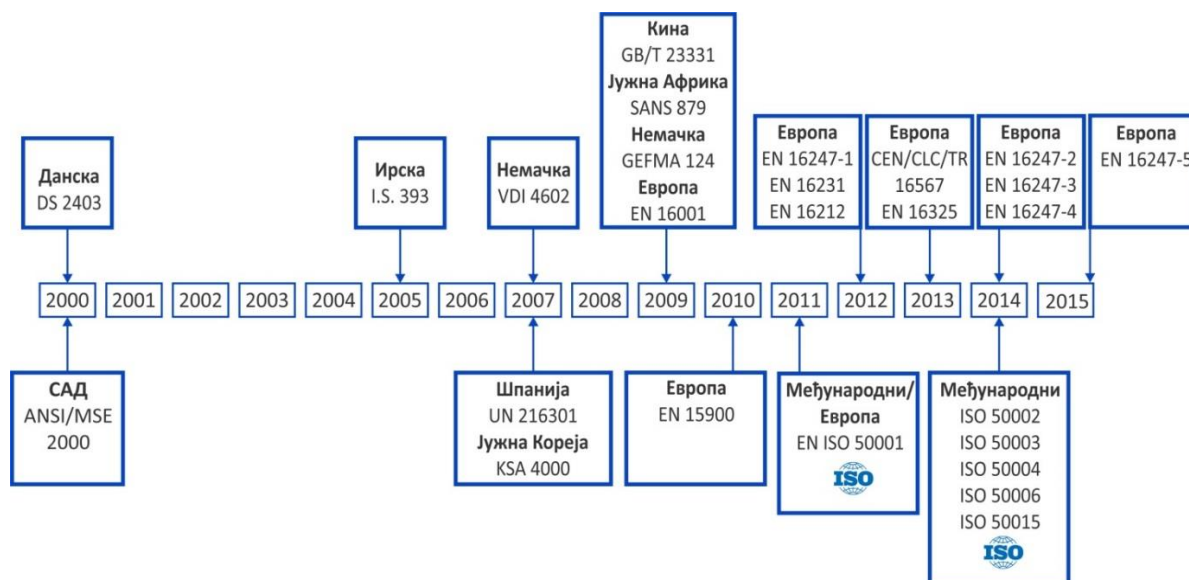 Кина
GB/T 23331
Јужна Африка
SANS 879
Немачка
GEFMA 124
Европа
EN 16001
Данска
DS 2403
Ирска
I.S. 393
Немачка
VDI 4602
Европа
EN 16247-1
EN 16231
EN 16212
Европа
CEN/CLC/TR
16567
EN 16325
Европа
EN 16247-2
EN 16247-3
EN 16247-4
Европа
EN 16247-5
2000 2001 2002 2003 2004 2005 2006 2007 2008 2009 2010 2011 2012 2013 2014 2015
САД
ANSI/MSE
2000
Шпанија
UN 216301
Јужна Кореја
KSA 4000
Европа
EN 15900
Међународни/
Европа
EN ISO 50001
ISO
Међународни
ISO 50002
ISO 50003
ISO 50004
ISO 50006
ISO 50015
ISO